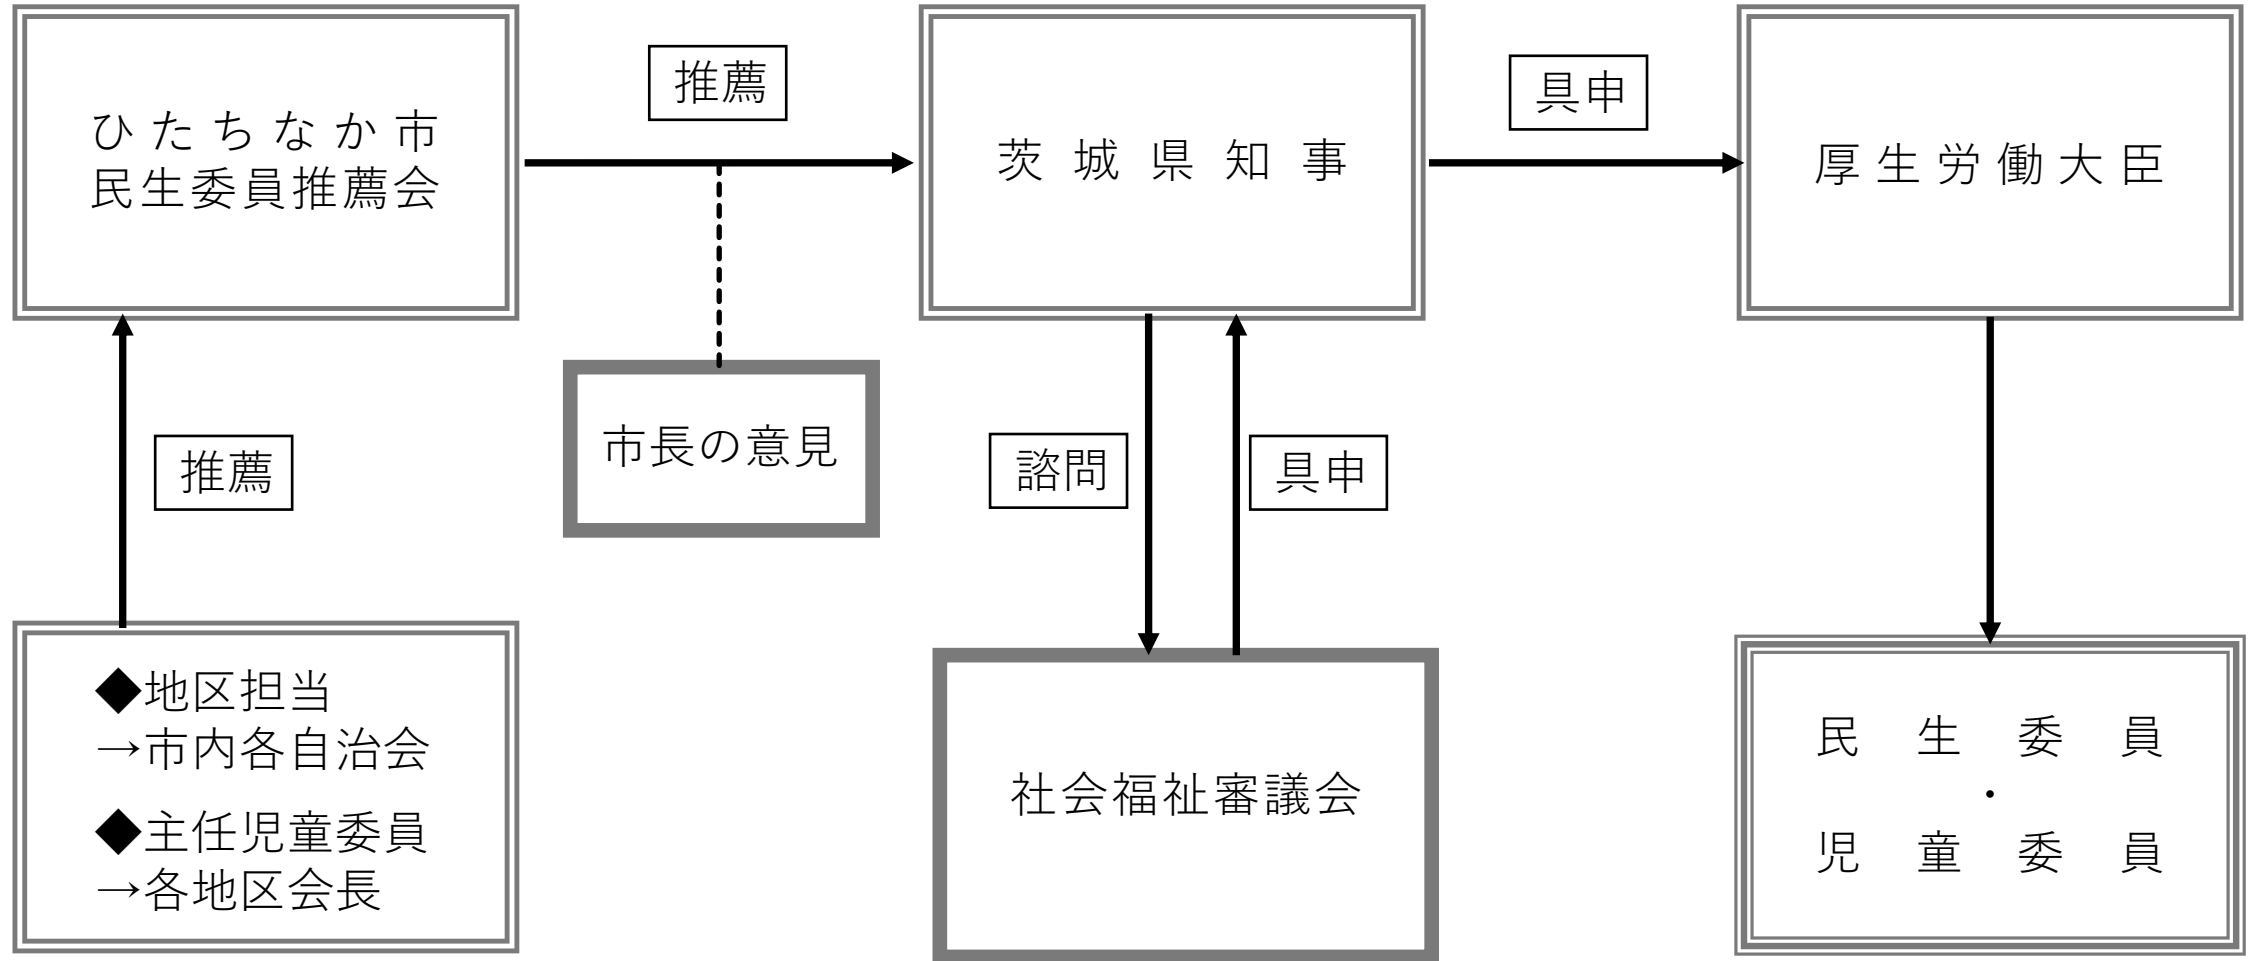 ひたちなか市
民生委員推薦会
推薦
茨城県知事
具申
厚生労働大臣
推薦
市長の意見
諮問
具申
◆地区担当
→市内各自治会
◆主任児童委員
→各地区会長
社会福祉審議会
民生委員
・
児童委員